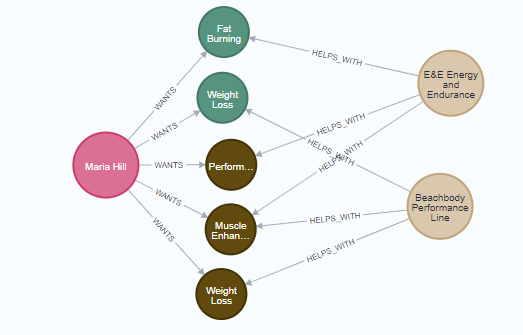 Fat
Burning
HELPS_WITH
E&E Energy
and
Endurance
WANTS
Weight
Loss
WANTS
HELPS_WITH
HELPS_WITH
HELPS_WITH
Maria Hill
WANTS
Perform...
WANTS
Beachbody
Performance
Line
HELPS_WITH
Muscle
Enhan...
WANTS
HELPS_WITH
Weight
Loss